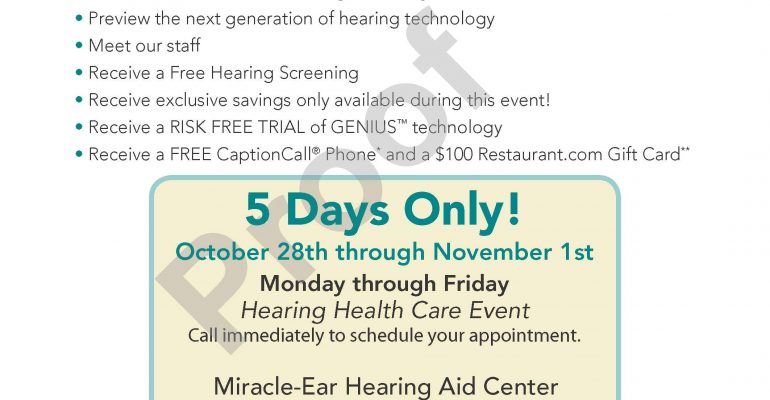 • Preview the next generation of hearing technology
• Meet our staff
• Receive a Free Hearing Screening
• Receive exclusive savings only available during this event!
• Receive a RISK FREE TRIAL of GENIUS™ technology
• Receive a FREE CaptionCall® Phone* and a $100 Restaurant.com Gift Card**
Proof
5 Days Only!
October 28th through November 1st
Monday through Friday
Hearing Health Care Event
Call immediately to schedule your appointment.
Miracle-Ear Hearing Aid Center